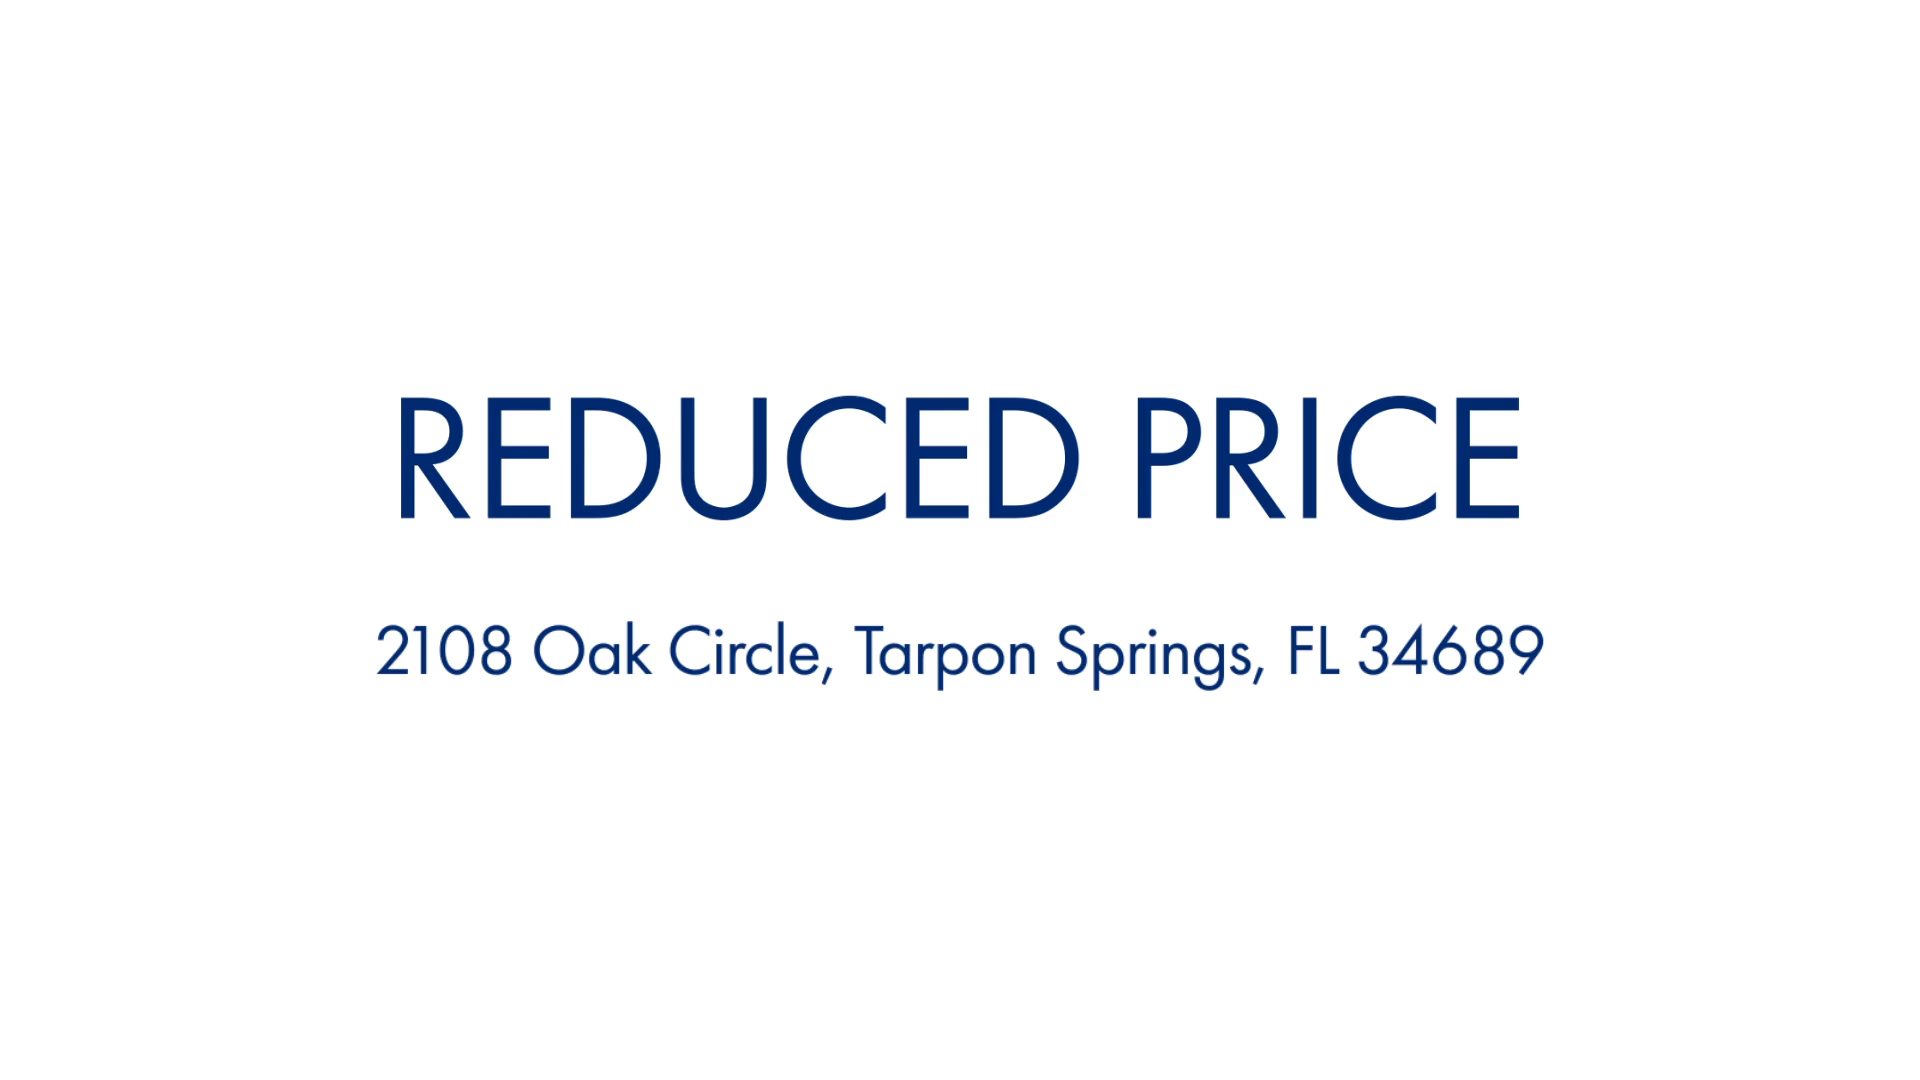 REDUCED PRICE
2108 Oak Circle, Tarpon Springs, FL 34689